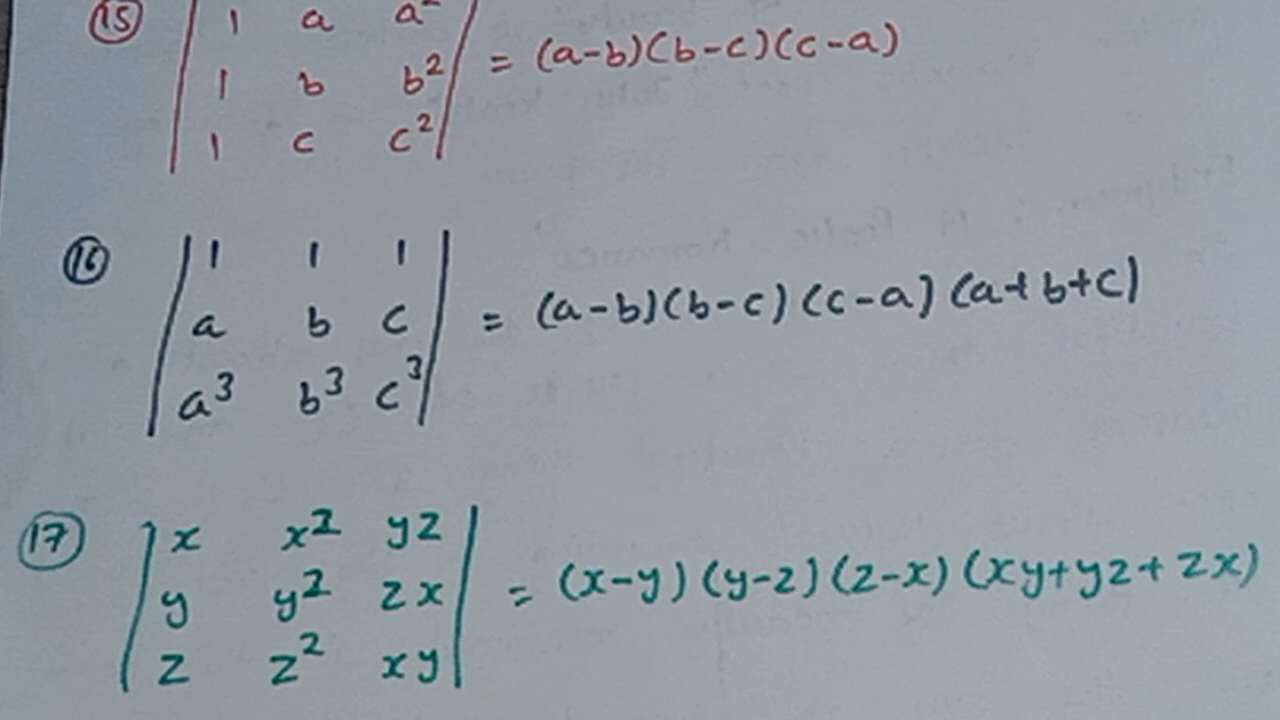 15 | 1 a a² |
| 1 b b² | = (a-b)(b-c)(c-a)
| 1 c c² |
16 | 1 1 1 |
| a b c | = (a-b)(b-c)(c-a)(a+b+c)
| a³ b³ c³ |
17 | x x² yz |
| y y² zx | = (x-y)(y-z)(z-x)(xy+yz+zx)
| z z² xy |